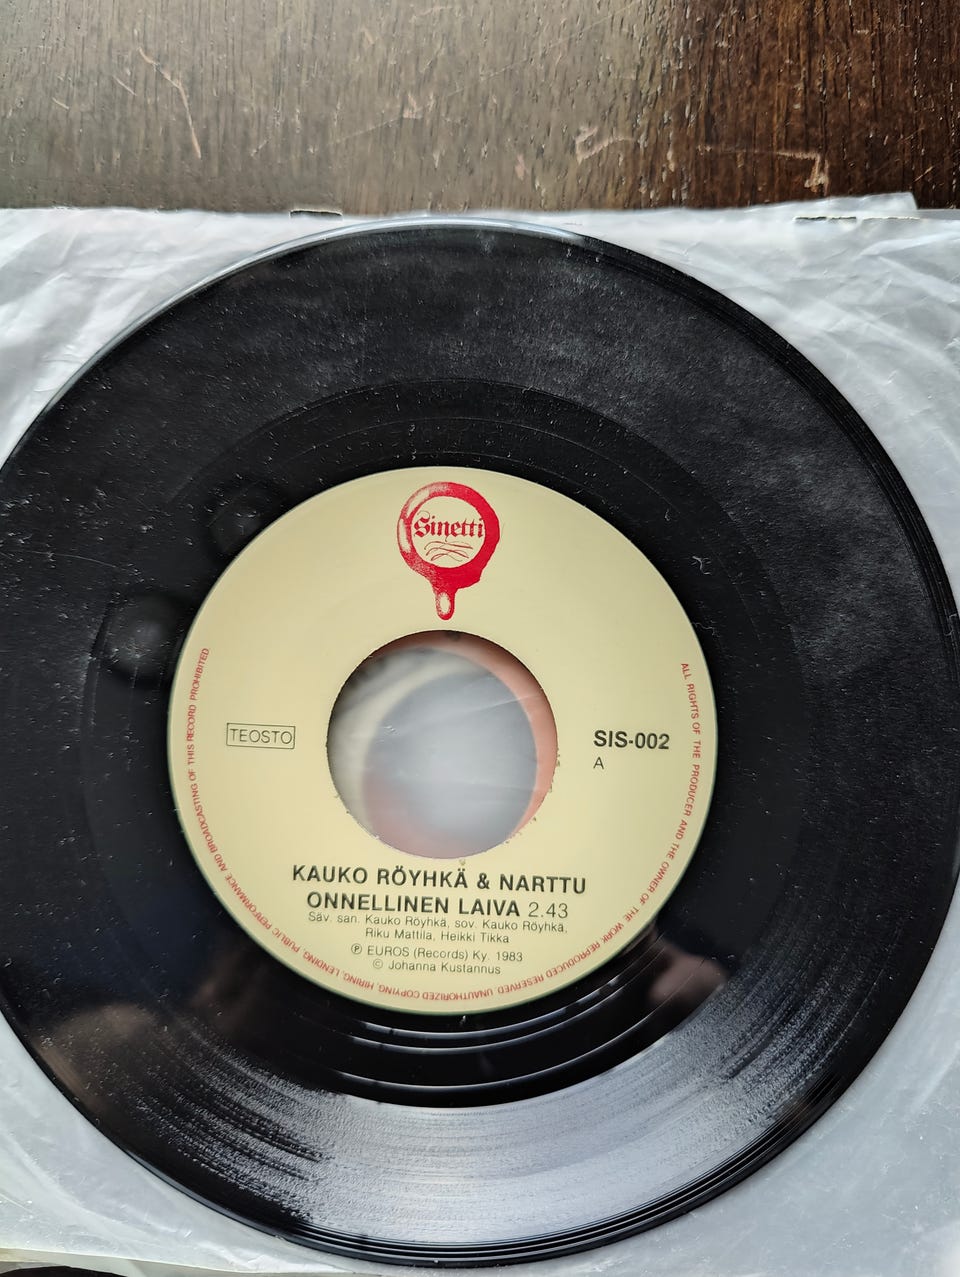 Sinetti
TEOSTO
SIS-002
A
KAUKO RÖYHKÄ & NARTTU
ONNELLINEN LAIVA 2.43
Säv. san. Kauko Röyhkä, sov. Kauko Röyhkä,
Riku Mattila, Heikki Tikka
℗ EUROS (Records) Ky. 1983
© Johanna Kustannus
ALL RIGHTS OF THE PRODUCER AND THE OWNER OF THE WORK REPRODUCED RESERVED. UNAUTHORIZED COPYING, HIRING, LENDING, PUBLIC PERFORMANCE AND BROADCASTING OF THIS RECORD PROHIBITED